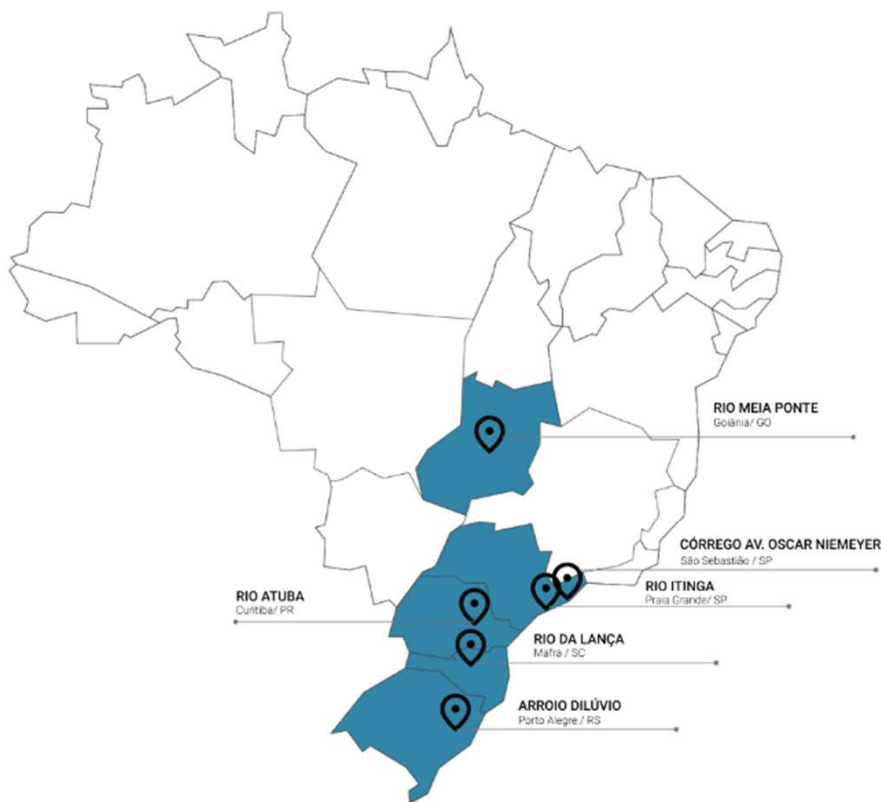 RIO MEIA PONTE
Goiânia/ GO
CÓRREGO AV. OSCAR NIEMEYER
São Sebastião / SP
RIO ITINGA
Praia Grande/ SP
RIO ATUBA
Curitiba/ PR
RIO DA LANÇA
Mafra / SC
ARROIO DILÚVIO
Porto Alegre / RS